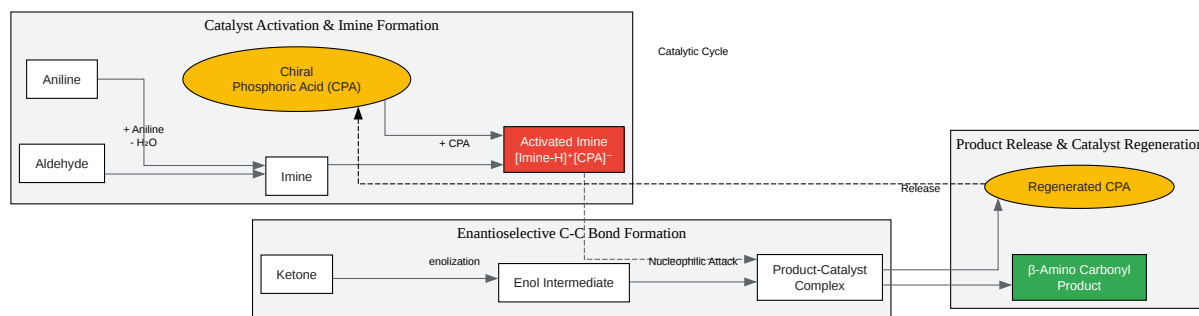 Catalyst Activation & Imine Formation
Aniline
Chiral
Phosphoric Acid (CPA)
Catalytic Cycle
+ Aniline
- H₂O
+ CPA
Activated Imine
[Imine-H]⁺[CPA]⁻
Aldehyde
Imine
Product Release & Catalyst Regeneration
Release
Regenerated CPA
Enantioselective C-C Bond Formation
Ketone
enolization
Enol Intermediate
Nucleophilic Attack
Product-Catalyst
Complex
β-Amino Carbonyl
Product